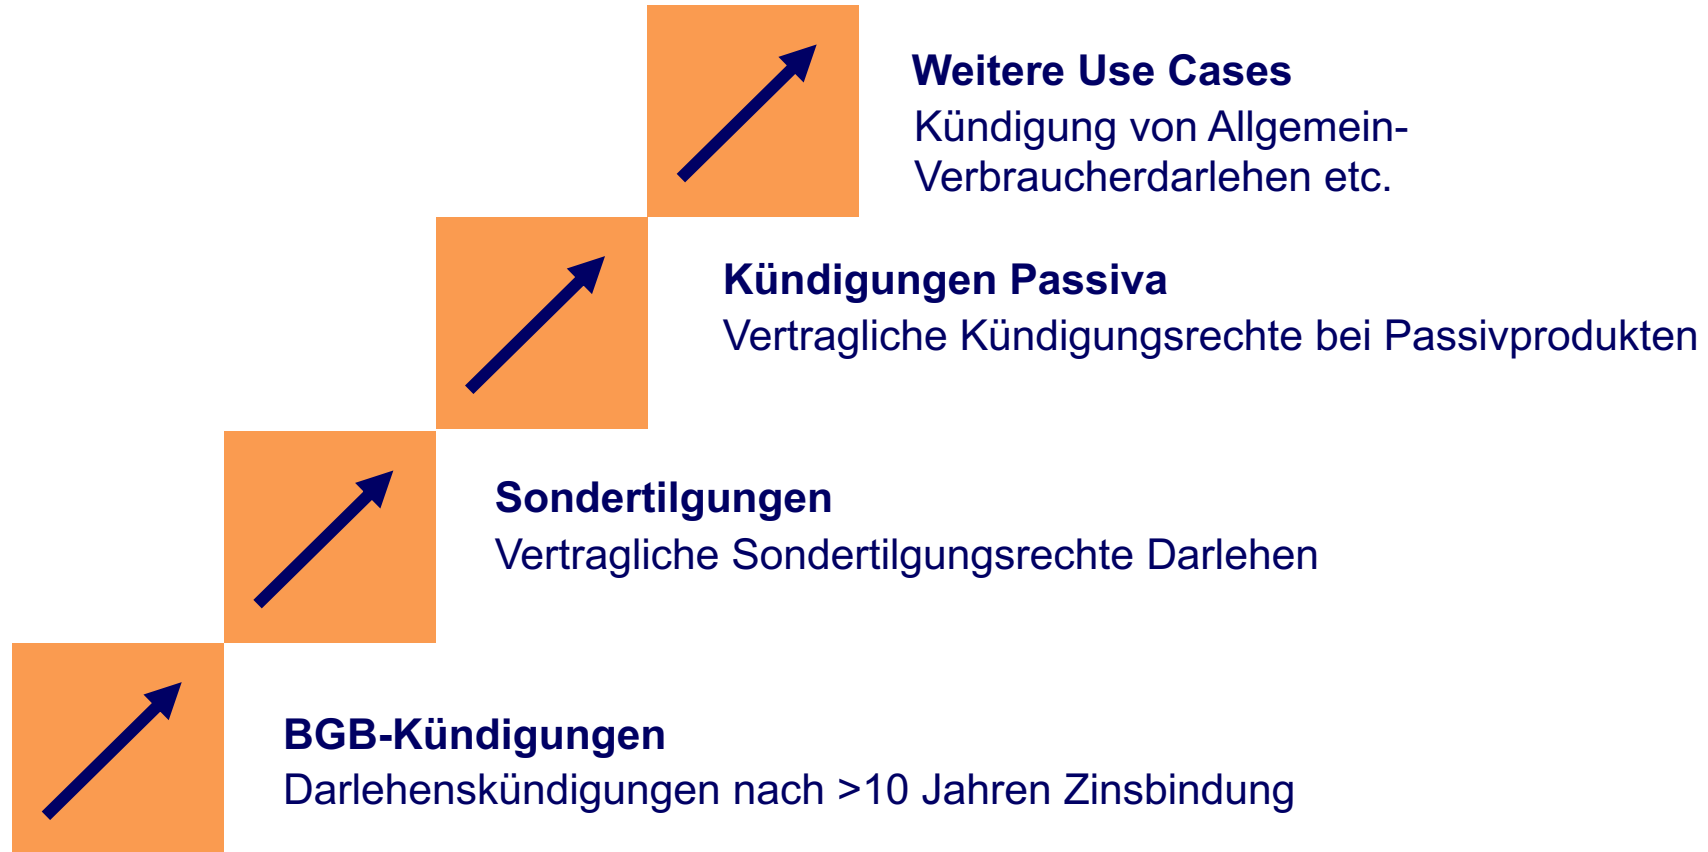 Weitere Use Cases
Kündigung von Allgemein-
Verbraucherdarlehen etc.
Kündigungen Passiva
Vertragliche Kündigungsrechte bei Passivprodukten
Sondertilgungen
Vertragliche Sondertilgungsrechte Darlehen
BGB-Kündigungen
Darlehenskündigungen nach >10 Jahren Zinsbindung